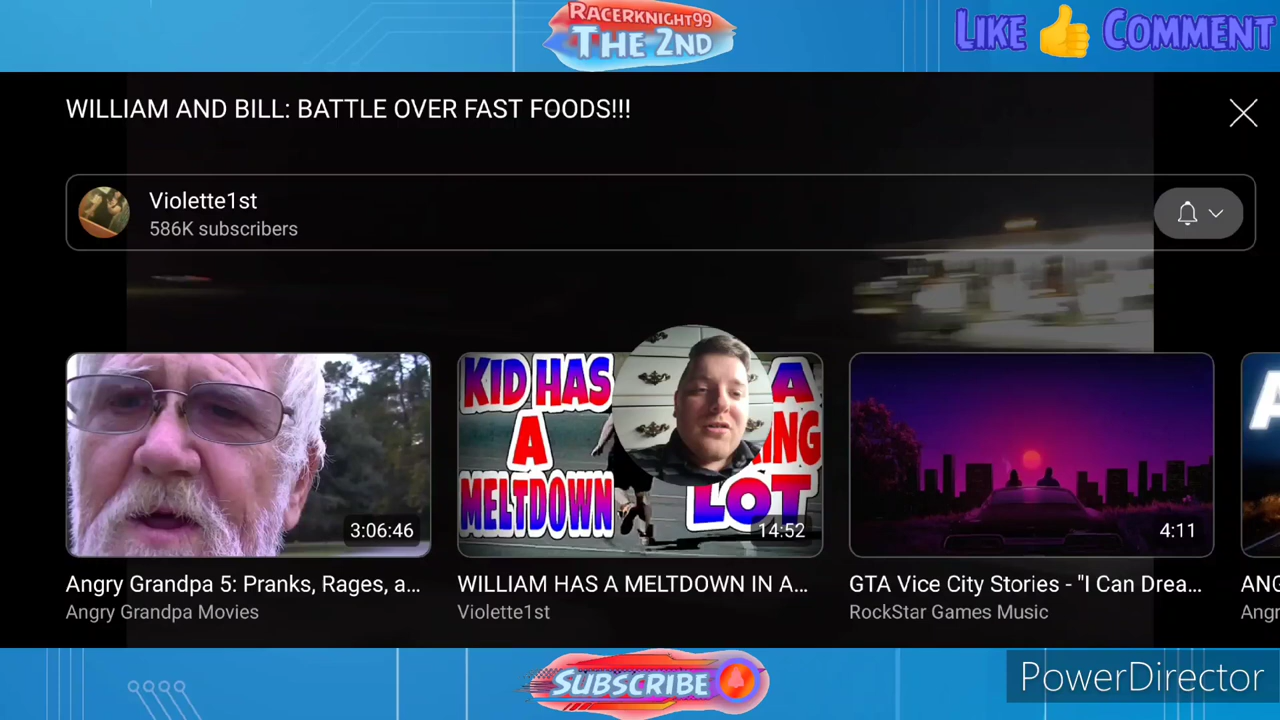 RACERKNIGHT99
THE 2ND
LIKE 👍 COMMENT
WILLIAM AND BILL: BATTLE OVER FAST FOODS!!!
Violette1st
586K subscribers
KID HAS
A
MELTDOWN
A
ING
LOT
3:06:46
14:52
4:11
Angry Grandpa 5: Pranks, Rages, a...
WILLIAM HAS A MELTDOWN IN A...
GTA Vice City Stories - "I Can Drea...
ANG
Angry Grandpa Movies
Violette1st
RockStar Games Music
Angr
SUBSCRIBE
PowerDirector